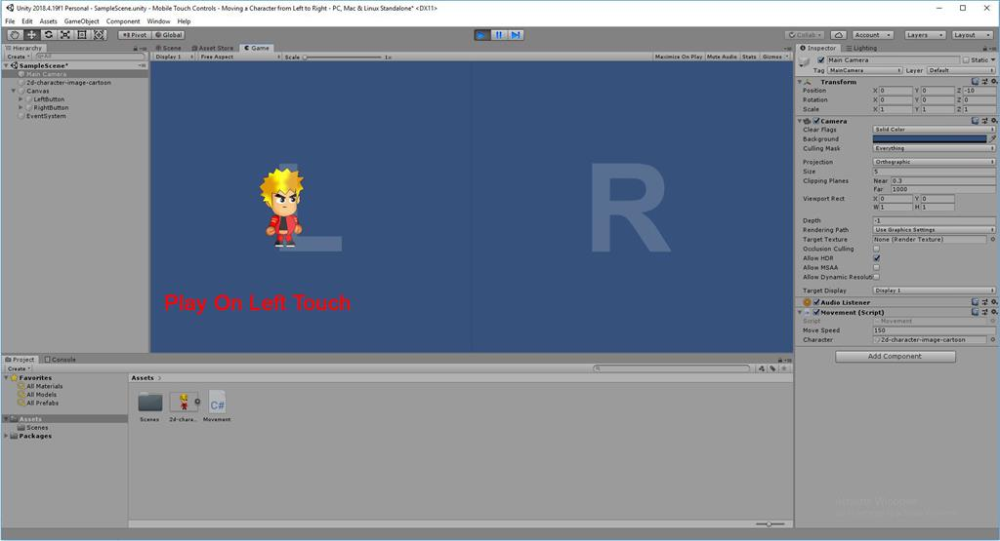 Unity 2018.4.19f1 Personal - SampleScene.unity - Mobile Touch Controls - Moving a Character from Left to Right - PC, Mac & Linux Standalone* <DX11>
File Edit Assets GameObject Component Window Help
Pivot Global Collab Account Layers Layout
Hierarchy
Create All
SampleScene*
Main Camera
2d-character-image-cartoon
Canvas
LeftButton
RightButton
EventSystem
Scene Asset Store Game
Display 1 Free Aspect Scale 1x Maximize On Play Mute Audio Stats Gizmos
L R
Play On Left Touch
Inspector Lighting
Main Camera Static
Tag MainCamera Layer Default
Transform
Position X 0 Y 0 Z -10
Rotation X 0 Y 0 Z 0
Scale X 1 Y 1 Z 1
Camera
Clear Flags Solid Color
Background
Culling Mask Everything
Projection Orthographic
Size 5
Clipping Planes Near 0.3
Far 1000
Viewport Rect X 0 Y 0
W 1 H 1
Depth -1
Rendering Path Use Graphics Settings
Target Texture None (Render Texture)
Occlusion Culling
Allow HDR
Allow MSAA
Allow Dynamic Resoluti
Target Display Display 1
Audio Listener
Movement (Script)
Script Movement
Move Speed 150
Character 2d-character-image-cartoon
Add Component
Project Console
Create
Favorites
All Materials
All Models
All Prefabs
Assets
Scenes
Packages
Assets >
C#
Scenes 2d-chara... Movement
Activate Windows